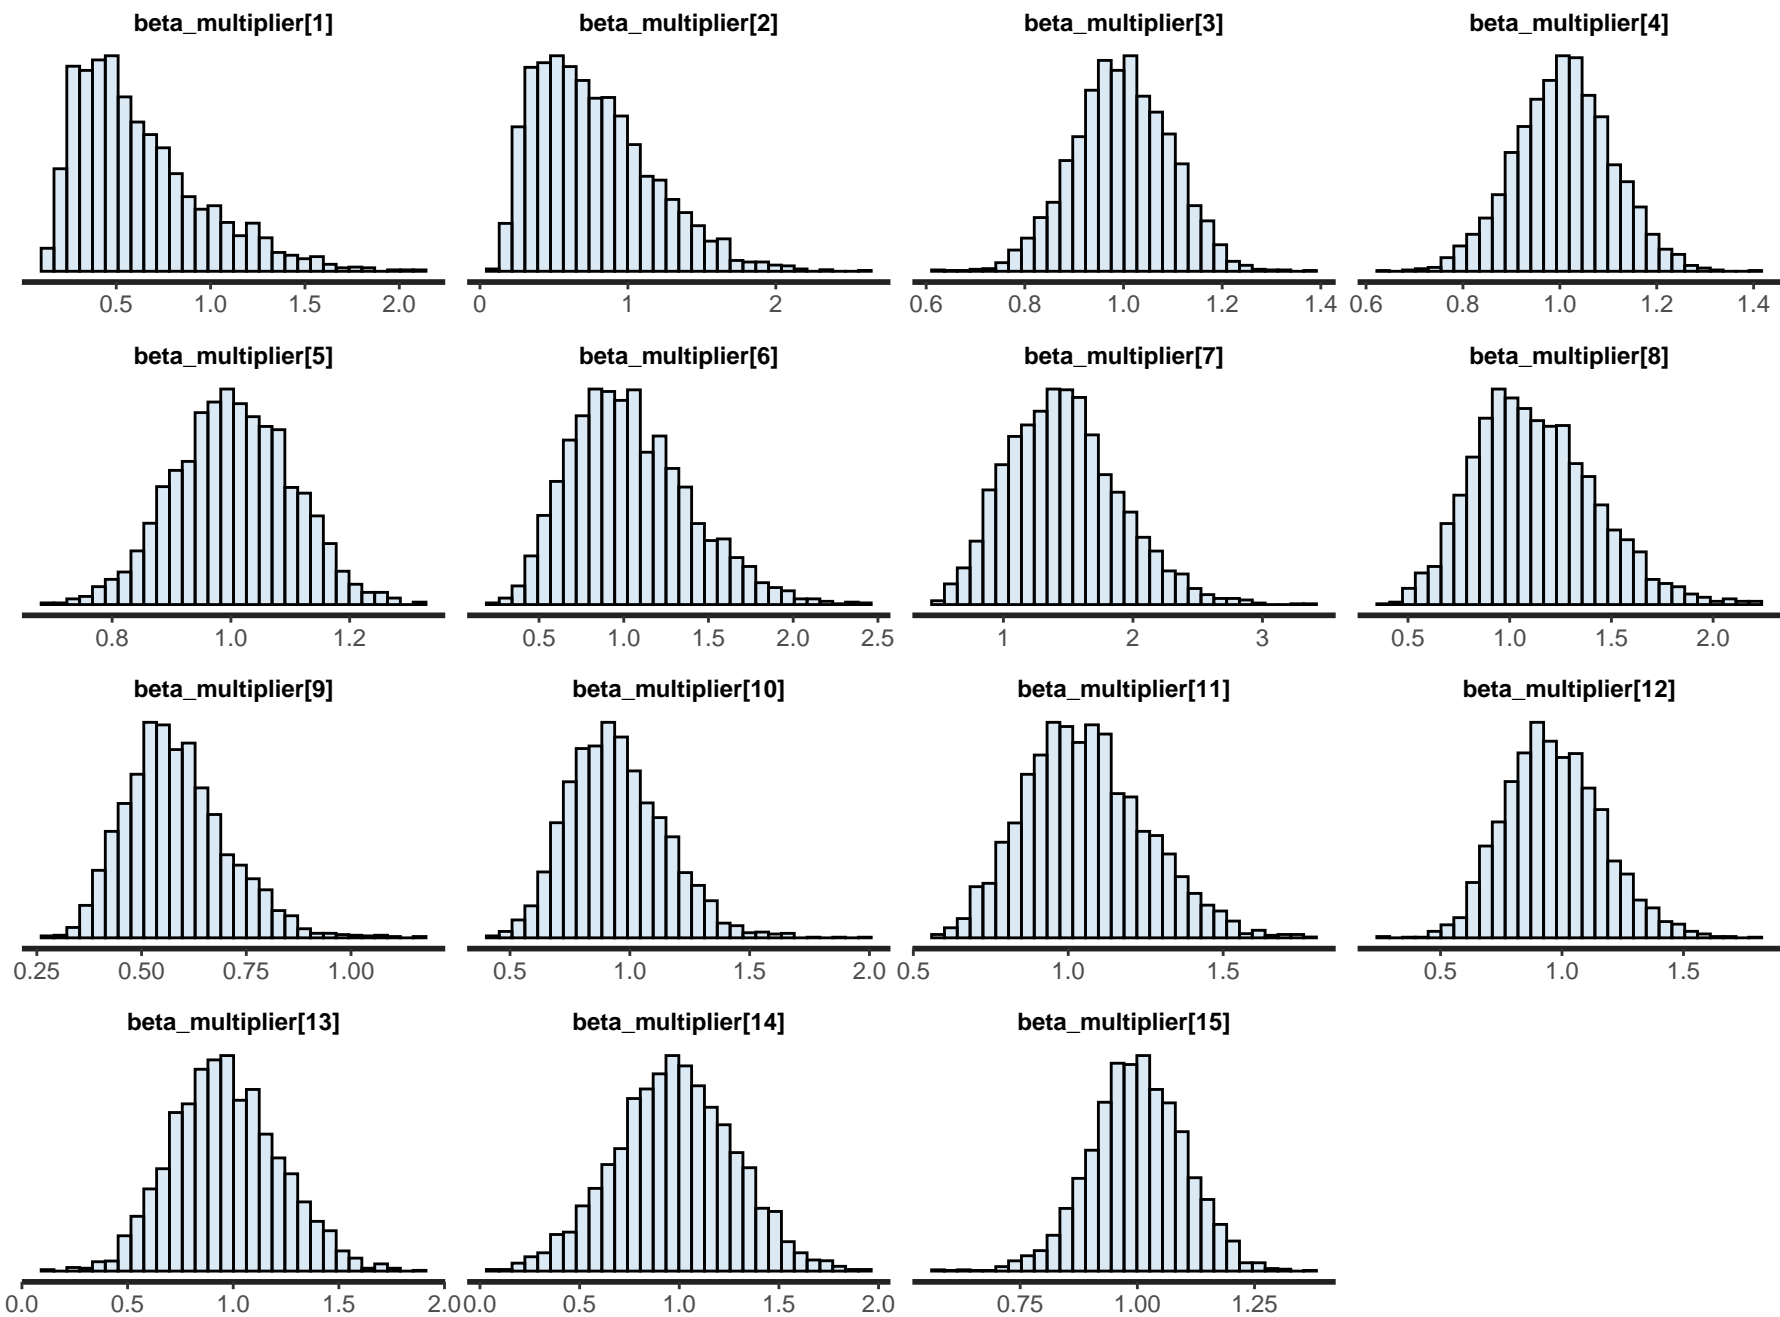 beta_multiplier[1] beta_multiplier[2] beta_multiplier[3] beta_multiplier[4]
0.5 1.0 1.5 2.0 0 1 2 0.6 0.8 1.0 1.2 1.4 0.6 0.8 1.0 1.2 1.4
beta_multiplier[5] beta_multiplier[6] beta_multiplier[7] beta_multiplier[8]
0.8 1.0 1.2 0.5 1.0 1.5 2.0 2.5 1 2 3 0.5 1.0 1.5 2.0
beta_multiplier[9] beta_multiplier[10] beta_multiplier[11] beta_multiplier[12]
0.25 0.50 0.75 1.00 0.5 1.0 1.5 2.0 0.5 1.0 1.5 0.5 1.0 1.5
beta_multiplier[13] beta_multiplier[14] beta_multiplier[15]
0.0 0.5 1.0 1.5 2.0 0.0 0.5 1.0 1.5 2.0 0.75 1.00 1.25